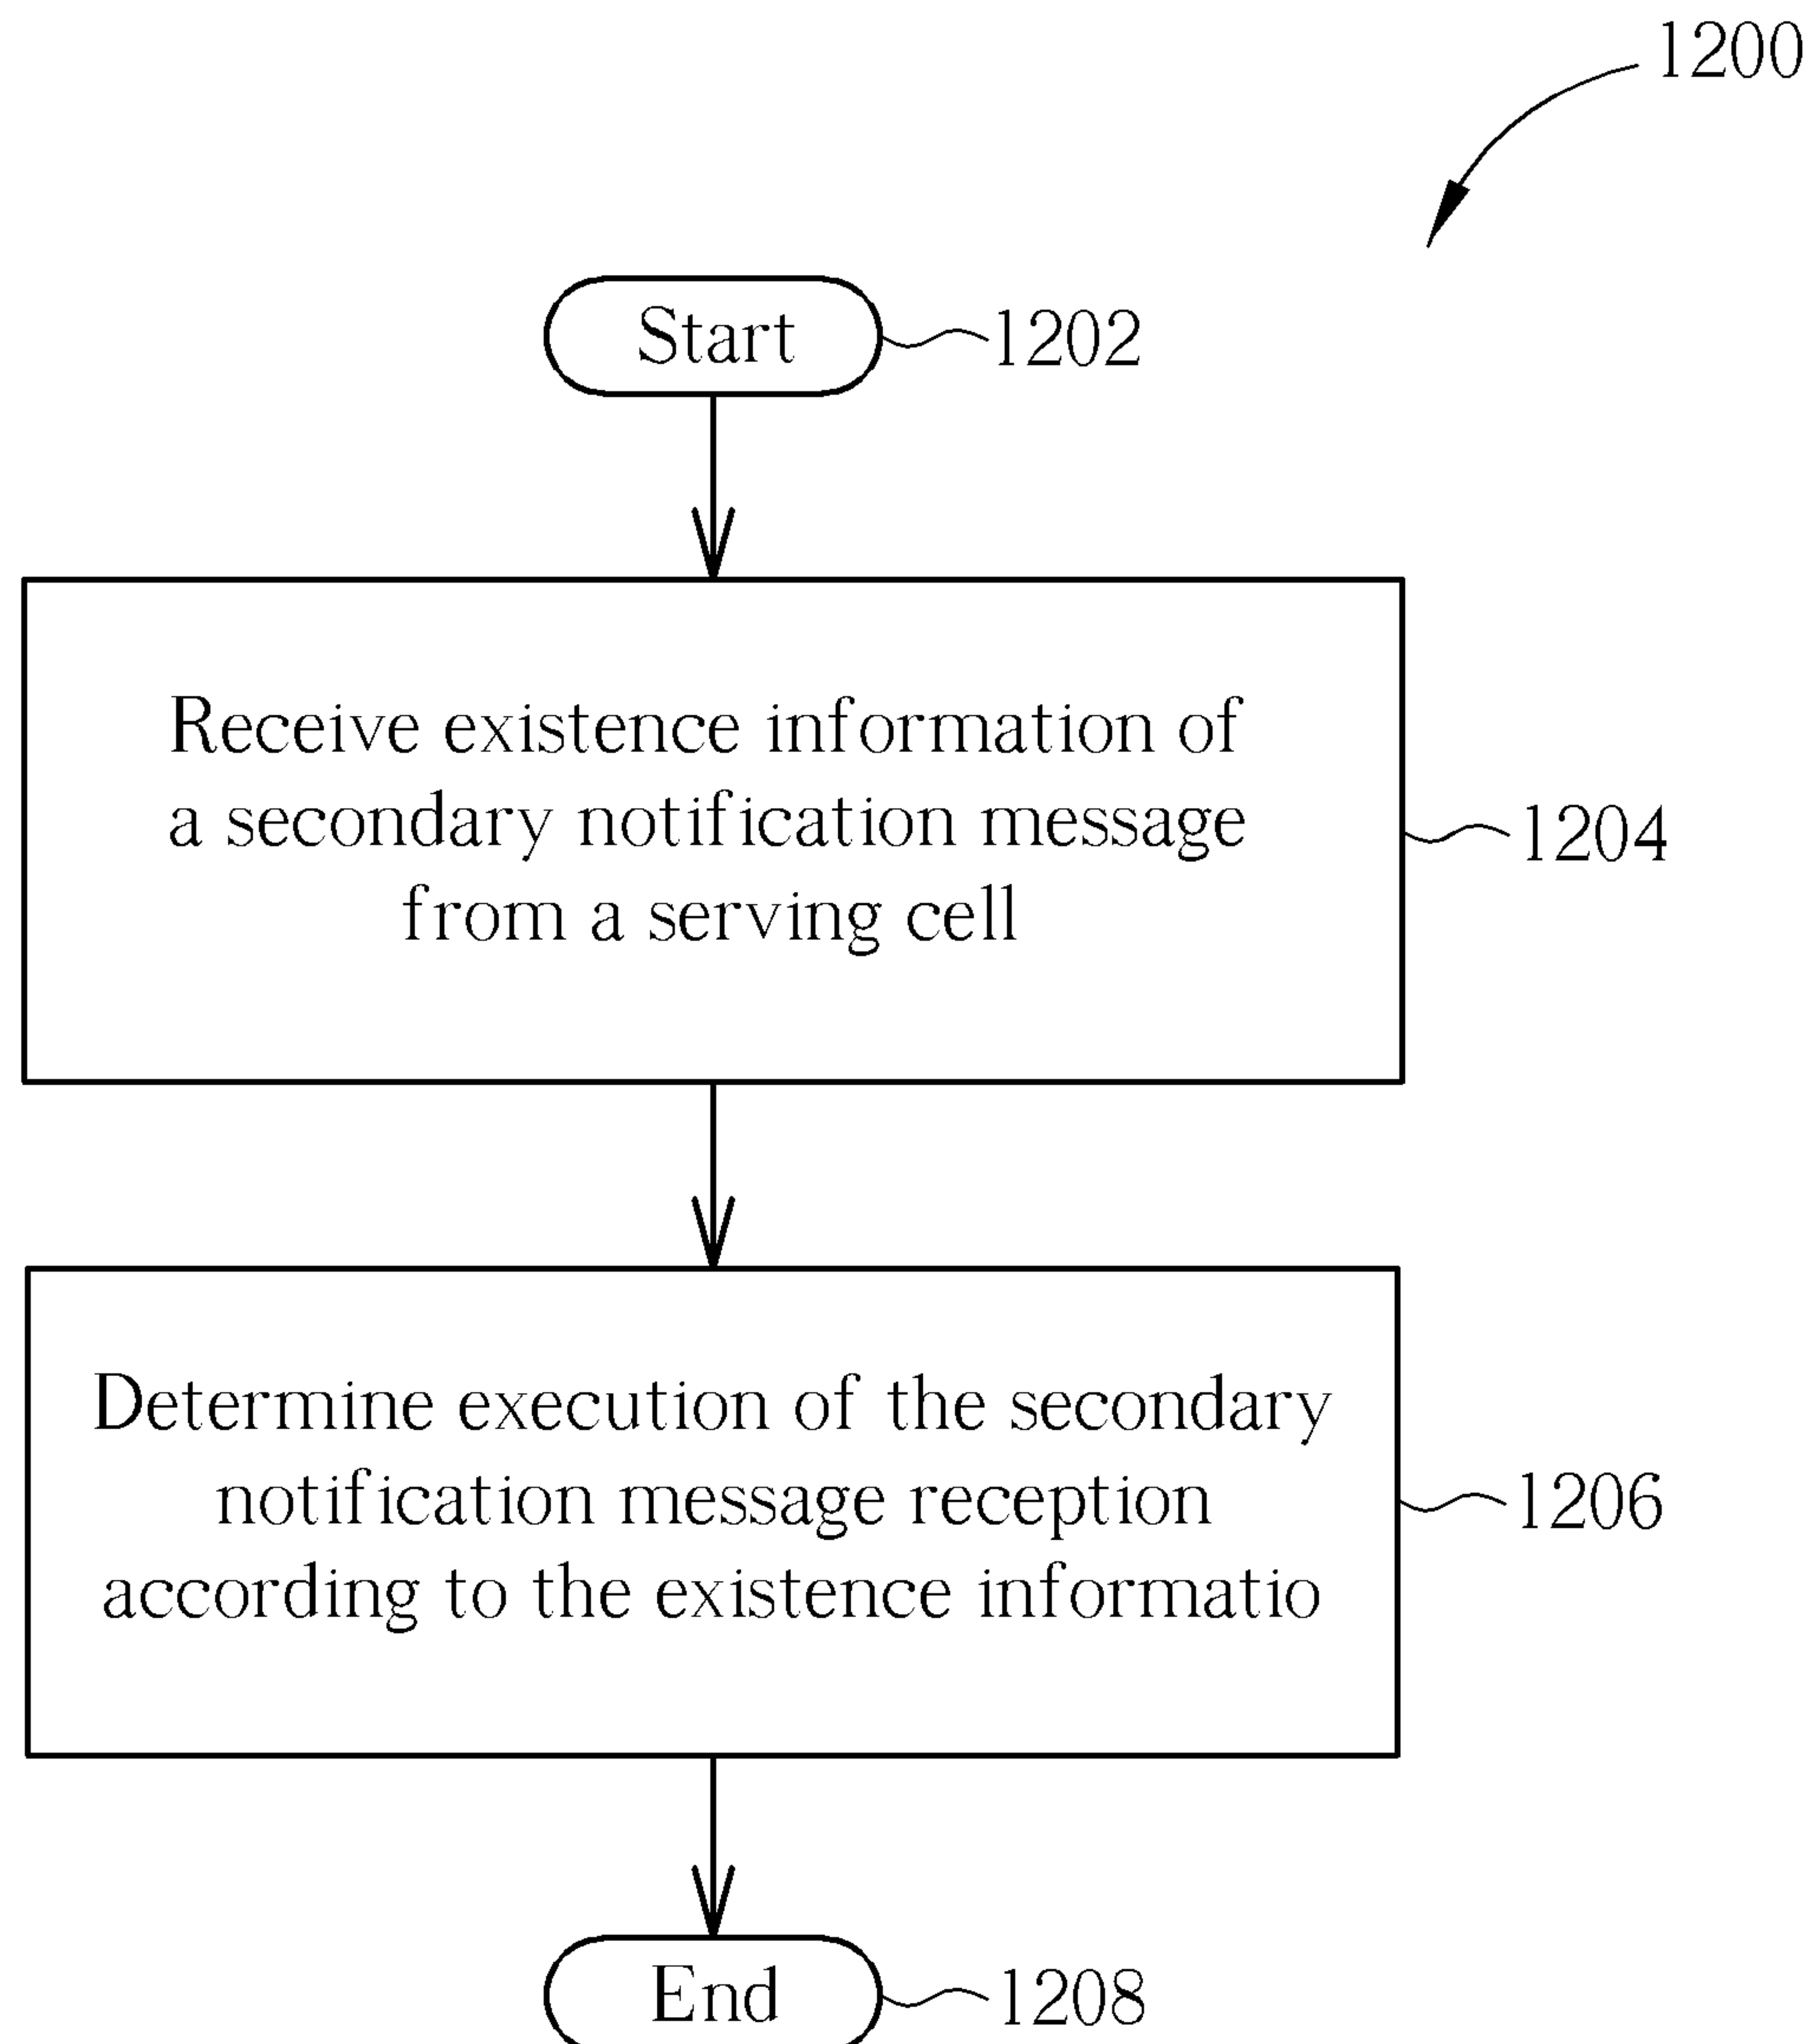 1200
Start
1202
Receive existence information of
a secondary notification message
from a serving cell
1204
Determine execution of the secondary
notification message reception
according to the existence informatio
1206
End
1208